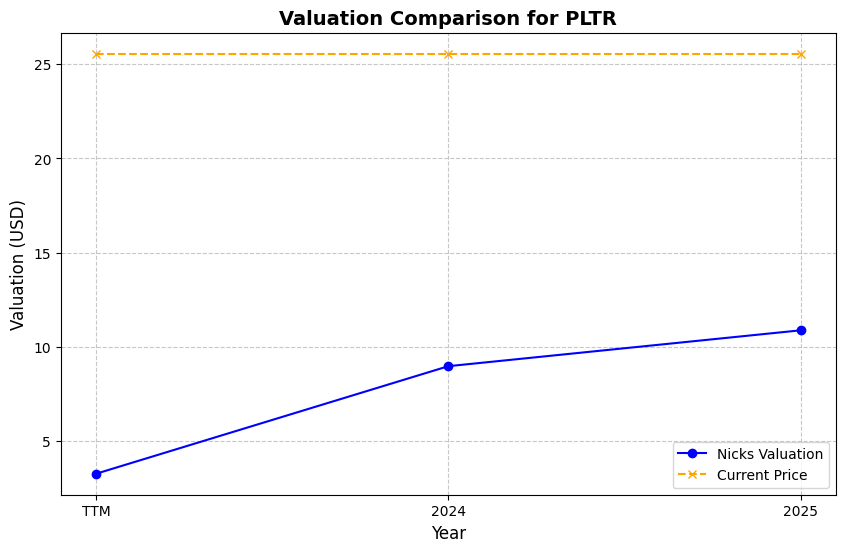 Valuation Comparison for PLTR
Valuation (USD)
25
20
15
10
5
TTM
2024
2025
Year
Nicks Valuation
Current Price